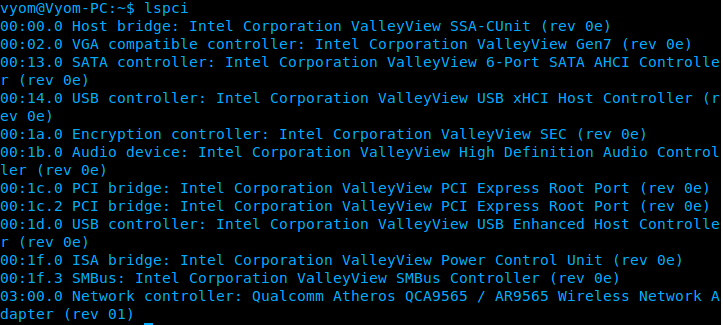 vyom@Vyom-PC:~$ lspci
00:00.0 Host bridge: Intel Corporation ValleyView SSA-CUnit (rev 0e)
00:02.0 VGA compatible controller: Intel Corporation ValleyView Gen7 (rev 0e)
00:13.0 SATA controller: Intel Corporation ValleyView 6-Port SATA AHCI Controlle
r (rev 0e)
00:14.0 USB controller: Intel Corporation ValleyView USB xHCI Host Controller (r
ev 0e)
00:1a.0 Encryption controller: Intel Corporation ValleyView SEC (rev 0e)
00:1b.0 Audio device: Intel Corporation ValleyView High Definition Audio Control
ler (rev 0e)
00:1c.0 PCI bridge: Intel Corporation ValleyView PCI Express Root Port (rev 0e)
00:1c.2 PCI bridge: Intel Corporation ValleyView PCI Express Root Port (rev 0e)
00:1d.0 USB controller: Intel Corporation ValleyView USB Enhanced Host Controlle
r (rev 0e)
00:1f.0 ISA bridge: Intel Corporation ValleyView Power Control Unit (rev 0e)
00:1f.3 SMBus: Intel Corporation ValleyView SMBus Controller (rev 0e)
03:00.0 Network controller: Qualcomm Atheros QCA9565 / AR9565 Wireless Network A
dapter (rev 01)